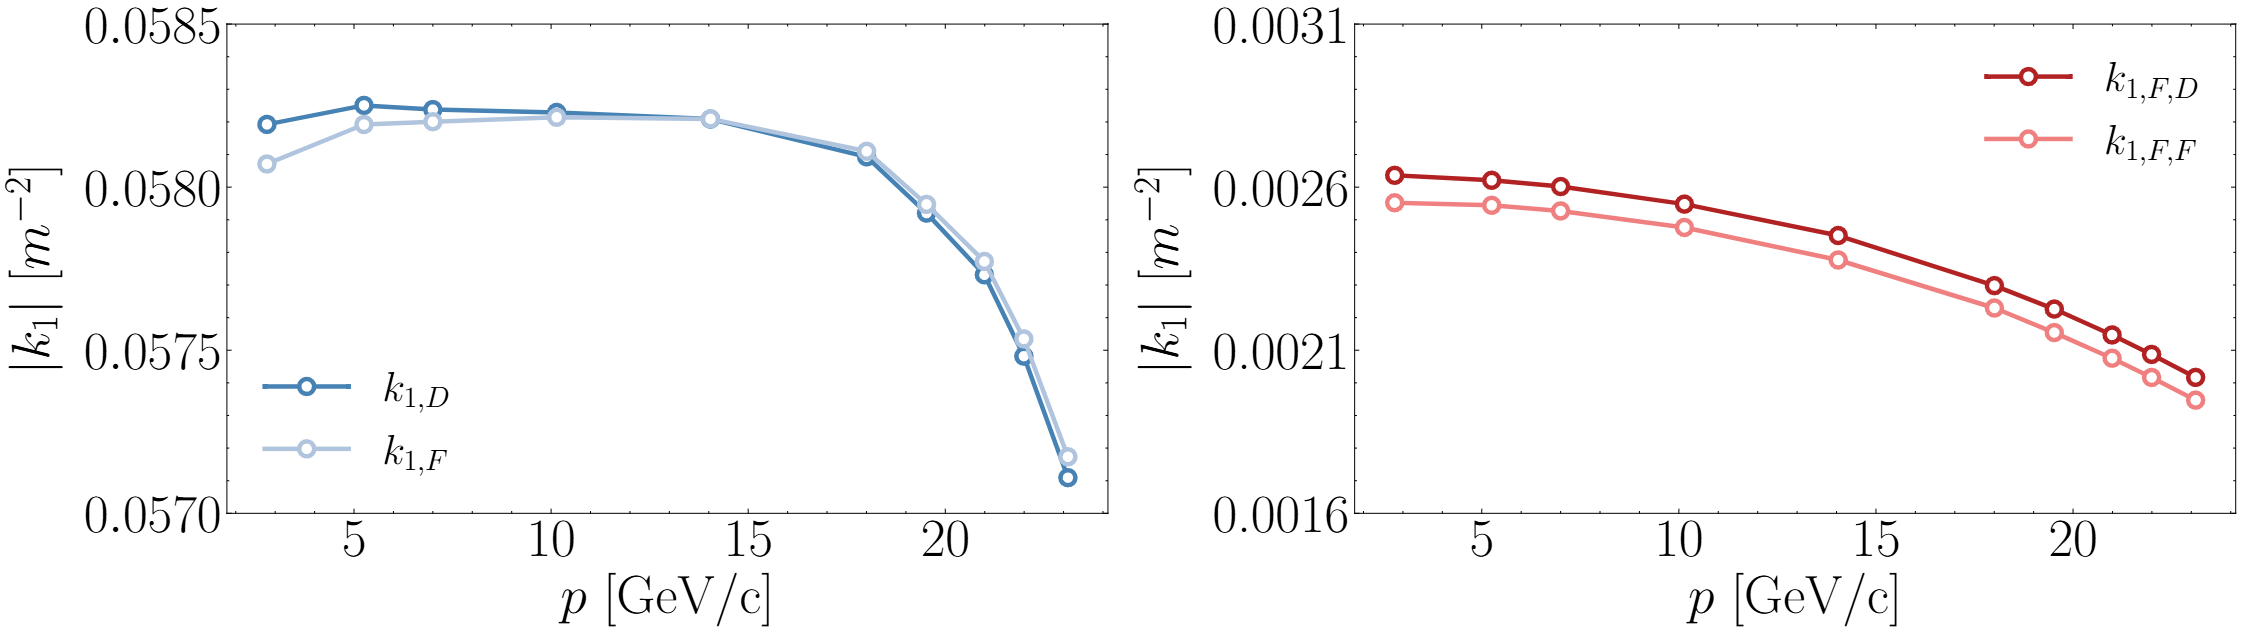 0.0585
0.0580
0.0575
0.0570
|k₁| [m⁻²]
5 10 15 20
p [GeV/c]
k₁,D
k₁,F
0.0031
0.0026
0.0021
0.0016
|k₁| [m⁻²]
5 10 15 20
p [GeV/c]
k₁,F,D
k₁,F,F